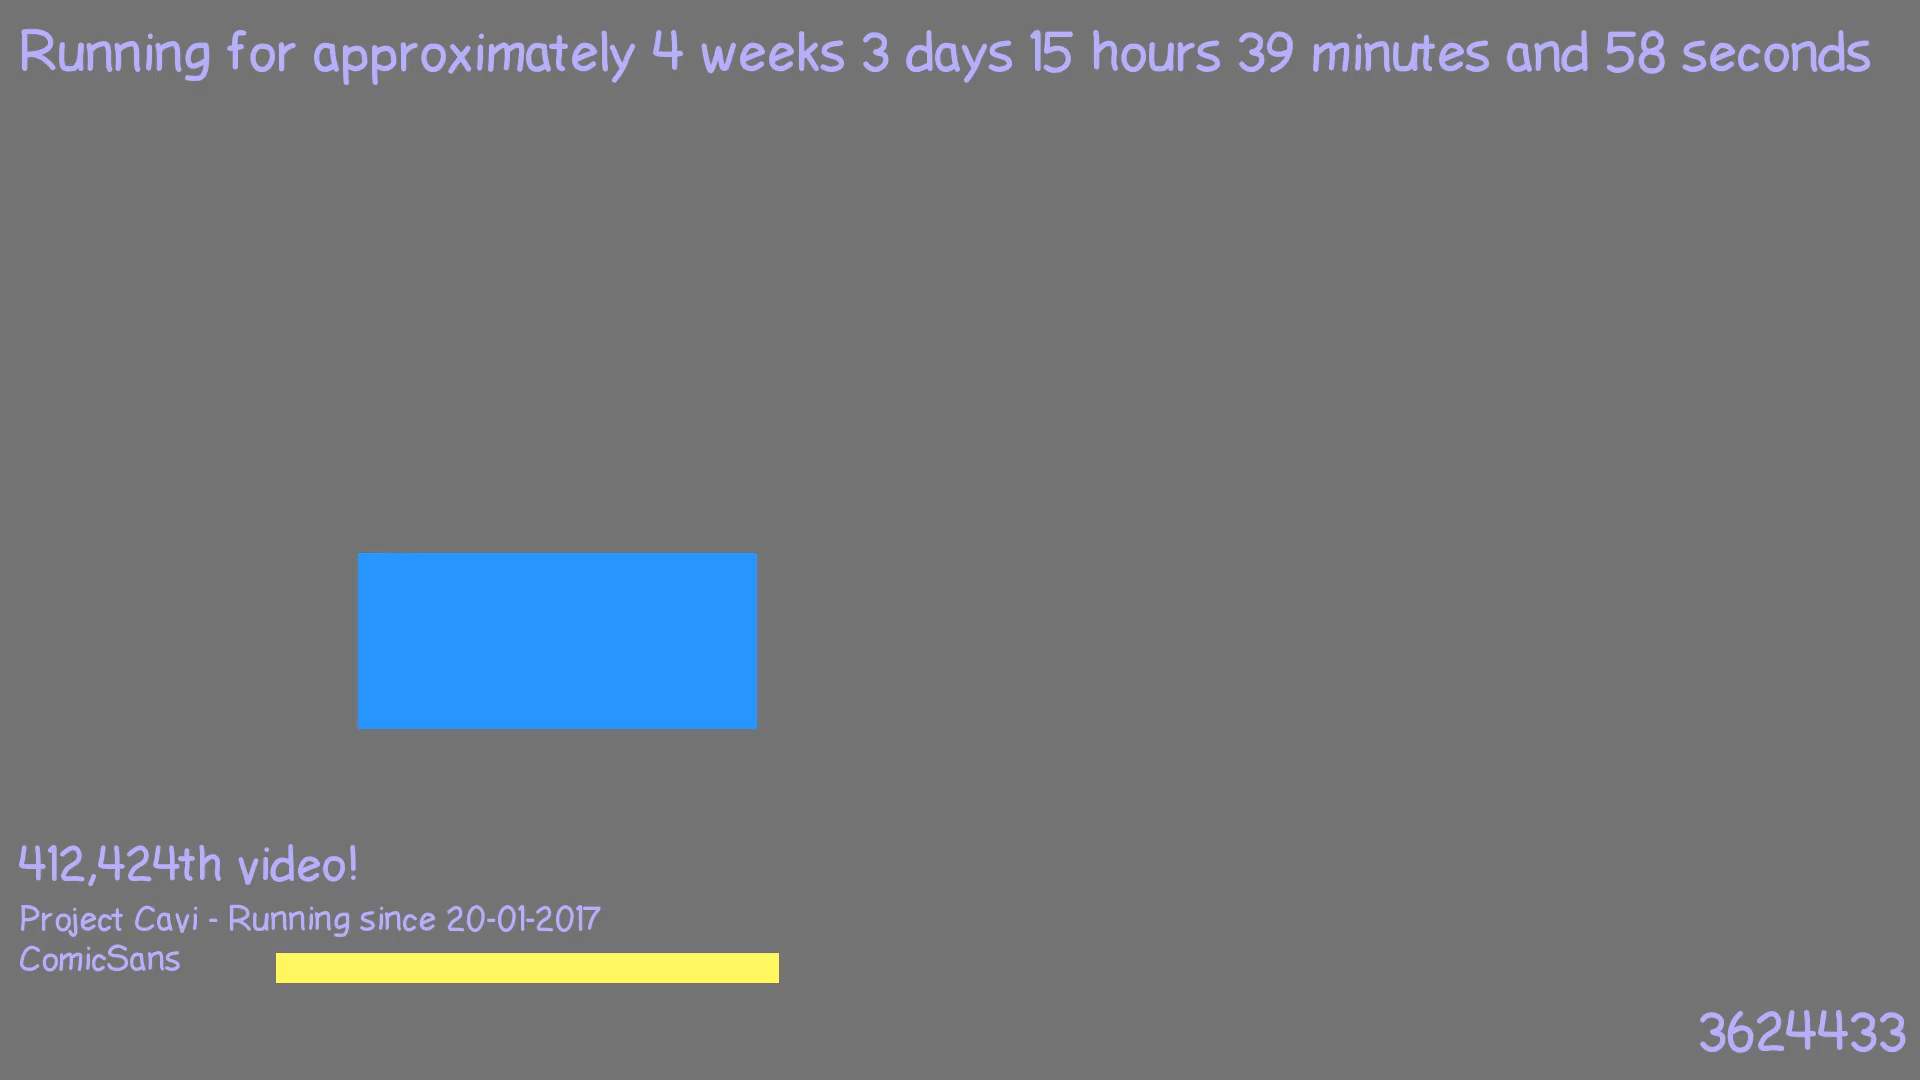 Running for approximately 4 weeks 3 days 15 hours 39 minutes and 58 seconds
412,424th video!
Project Cavi - Running since 20-01-2017
ComicSans
3624433